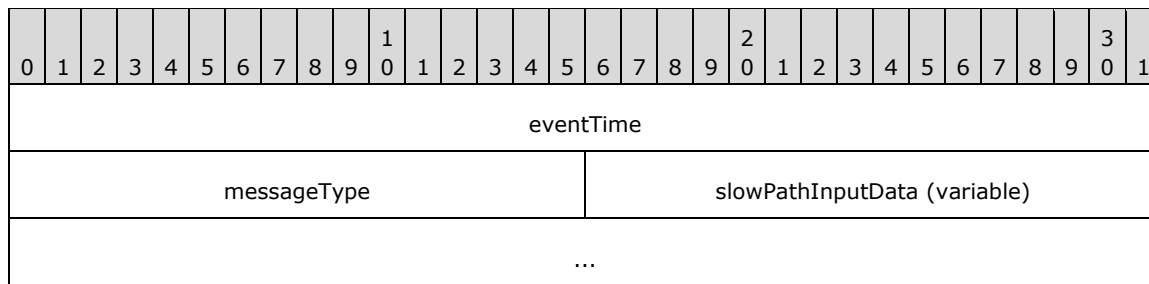 1 2 3
0 1 2 3 4 5 6 7 8 9 0 1 2 3 4 5 6 7 8 9 0 1 2 3 4 5 6 7 8 9 0 1
eventTime
messageType slowPathInputData (variable)
...